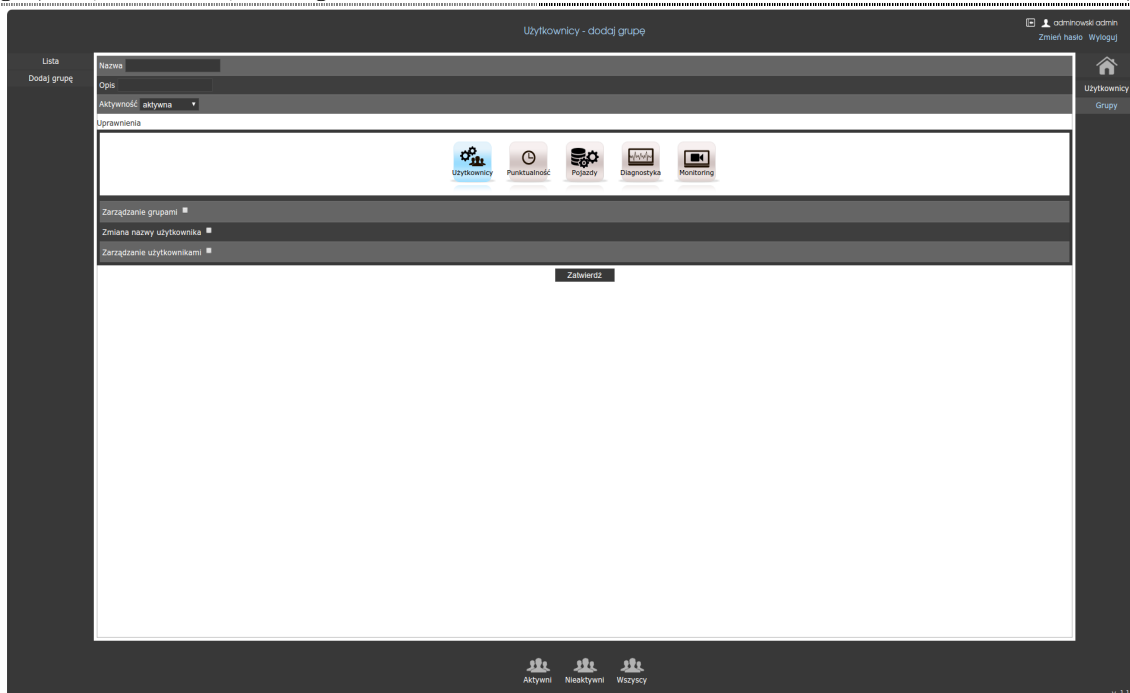 Użytkownicy - dodaj grupę
adminowski admin
Zmień hasło Wyloguj
Lista
Dodaj grupę
Nazwa
Opis
Aktywność aktywna
Uprawnienia
Użytkownicy Punktualność Pojazdy Diagnostyka Monitoring
Zarządzanie grupami
Zmiana nazwy użytkownika
Zarządzanie użytkownikami
Zatwierdź
Użytkownicy
Grupy
Aktywni Nieaktywni Wszyscy